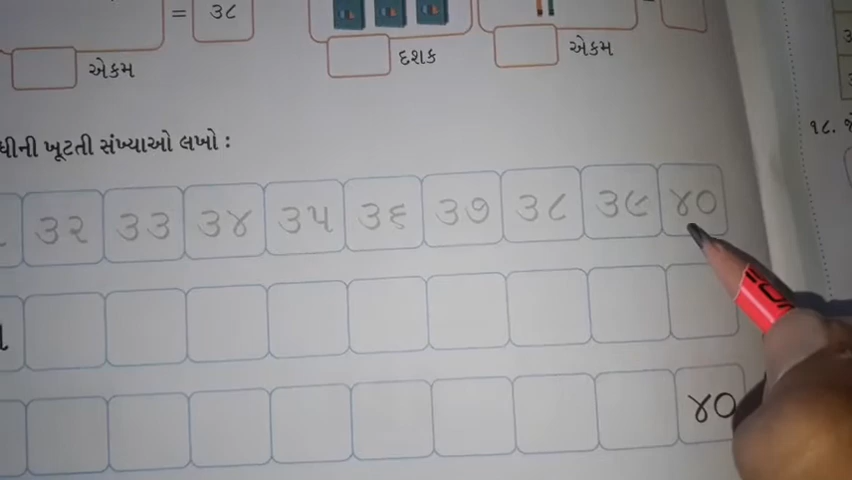 = ૩૮
એકમ દશક એકમ
ધીની ખૂટતી સંખ્યાઓ લખો :
૧૮.
૩૨ ૩૩ ૩૪ ૩૫ ૩૬ ૩૭ ૩૮ ૩૯ ૪૦
૪૦